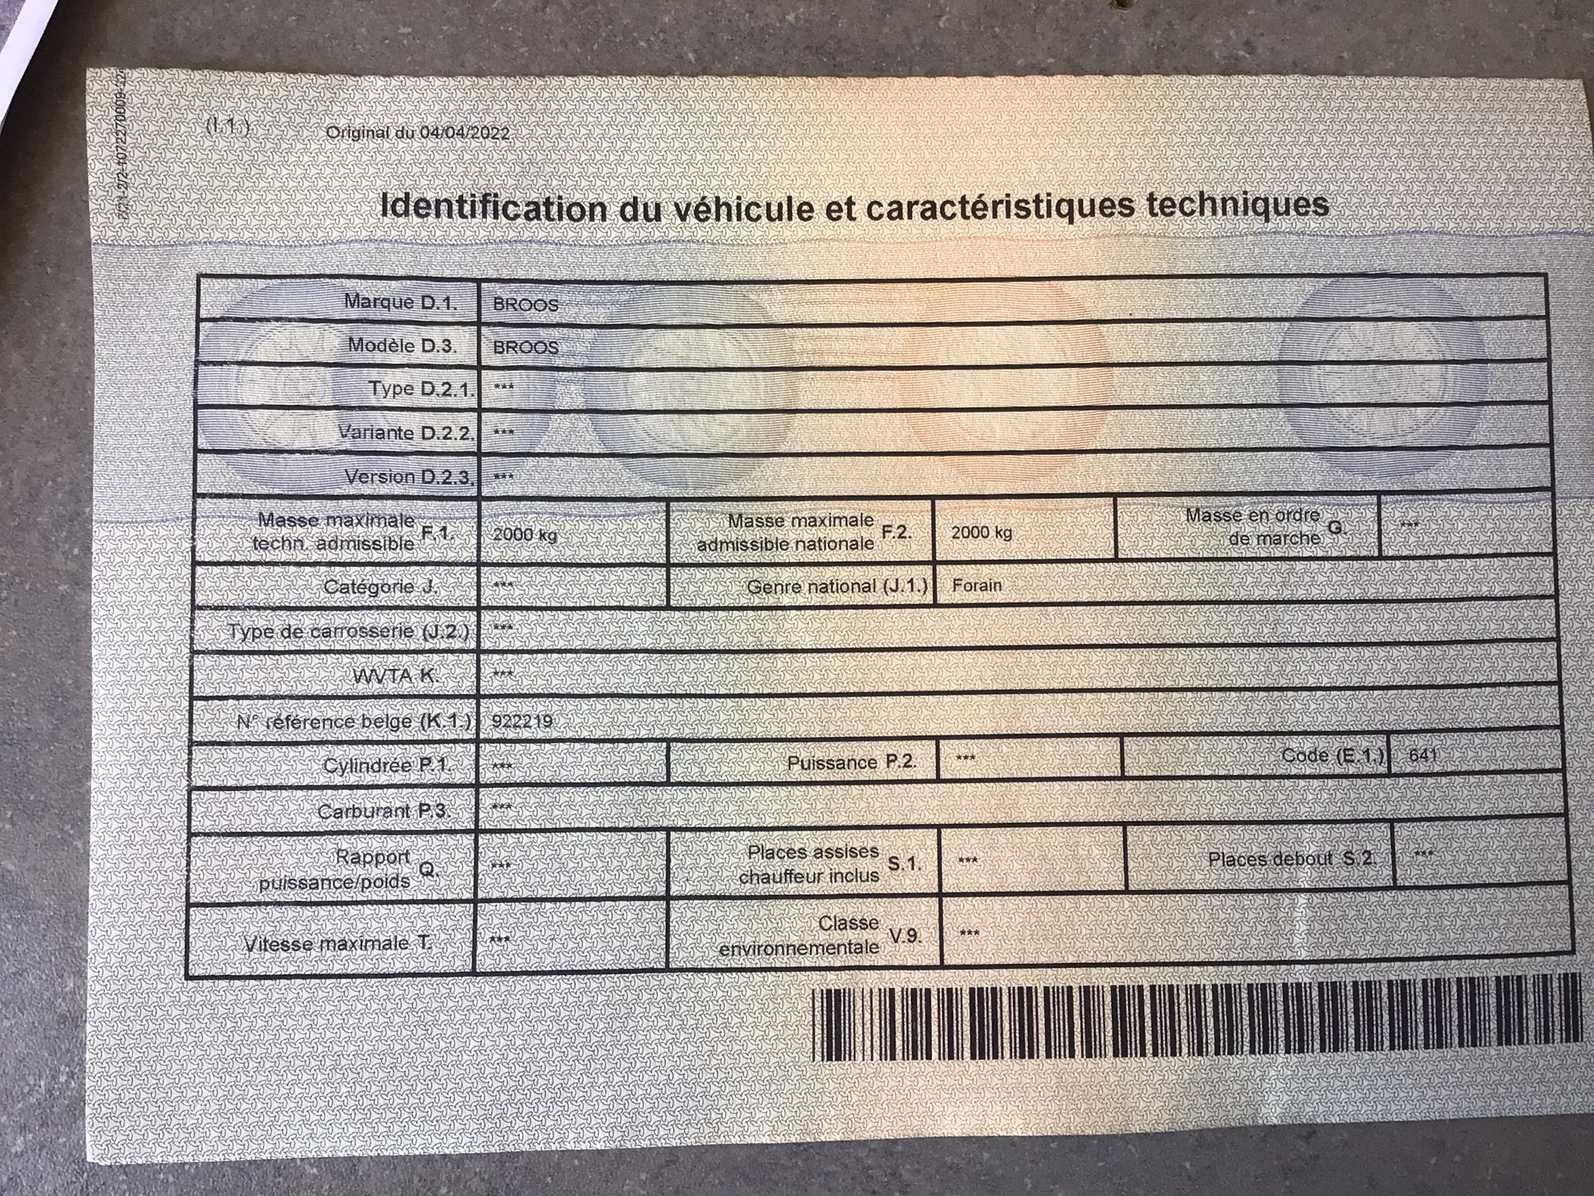 (I.1.)
Original du 04/04/2022
Identification du véhicule et caractéristiques techniques
Marque D.1. BROOS
Modèle D.3. BROOS
Type D.2.1. ***
Variante D.2.2. ***
Version D.2.3. ***
Masse maximale techn. admissible F.1. 2000 kg
Masse maximale admissible nationale F.2. 2000 kg
Masse en ordre de marche G. ***
Catégorie J. ***
Genre national (J.1.) Forain
Type de carrosserie (J.2.) ***
WVTA K. ***
N° référence belge (K.1.) 922219
Cylindrée P.1. ***
Puissance P.2. ***
Code (E.1.) 641
Carburant P.3. ***
Rapport puissance/poids Q. ***
Places assises chauffeur inclus S.1. ***
Places debout S.2. ***
Vitesse maximale T. ***
Classe environnementale V.9. ***